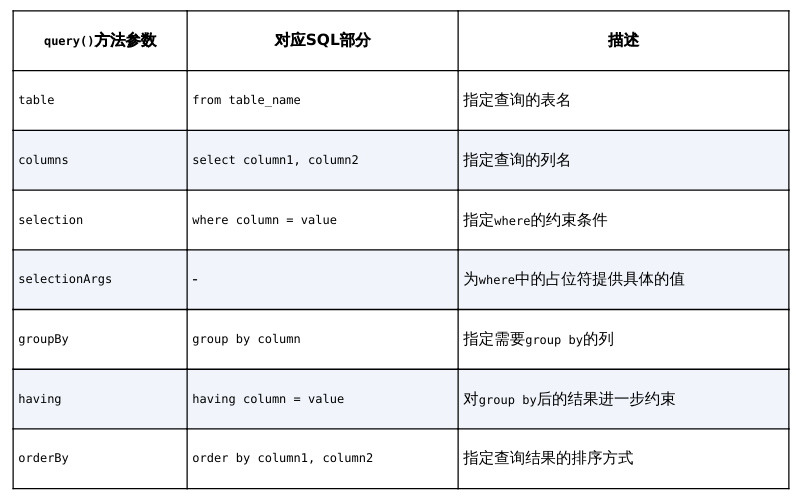 query()方法参数 对应SQL部分 描述
table from table_name 指定查询的表名
columns select column1, column2 指定查询的列名
selection where column = value 指定where的约束条件
selectionArgs - 为where中的占位符提供具体的值
groupBy group by column 指定需要group by的列
having having column = value 对group by后的结果进一步约束
orderBy order by column1, column2 指定查询结果的排序方式